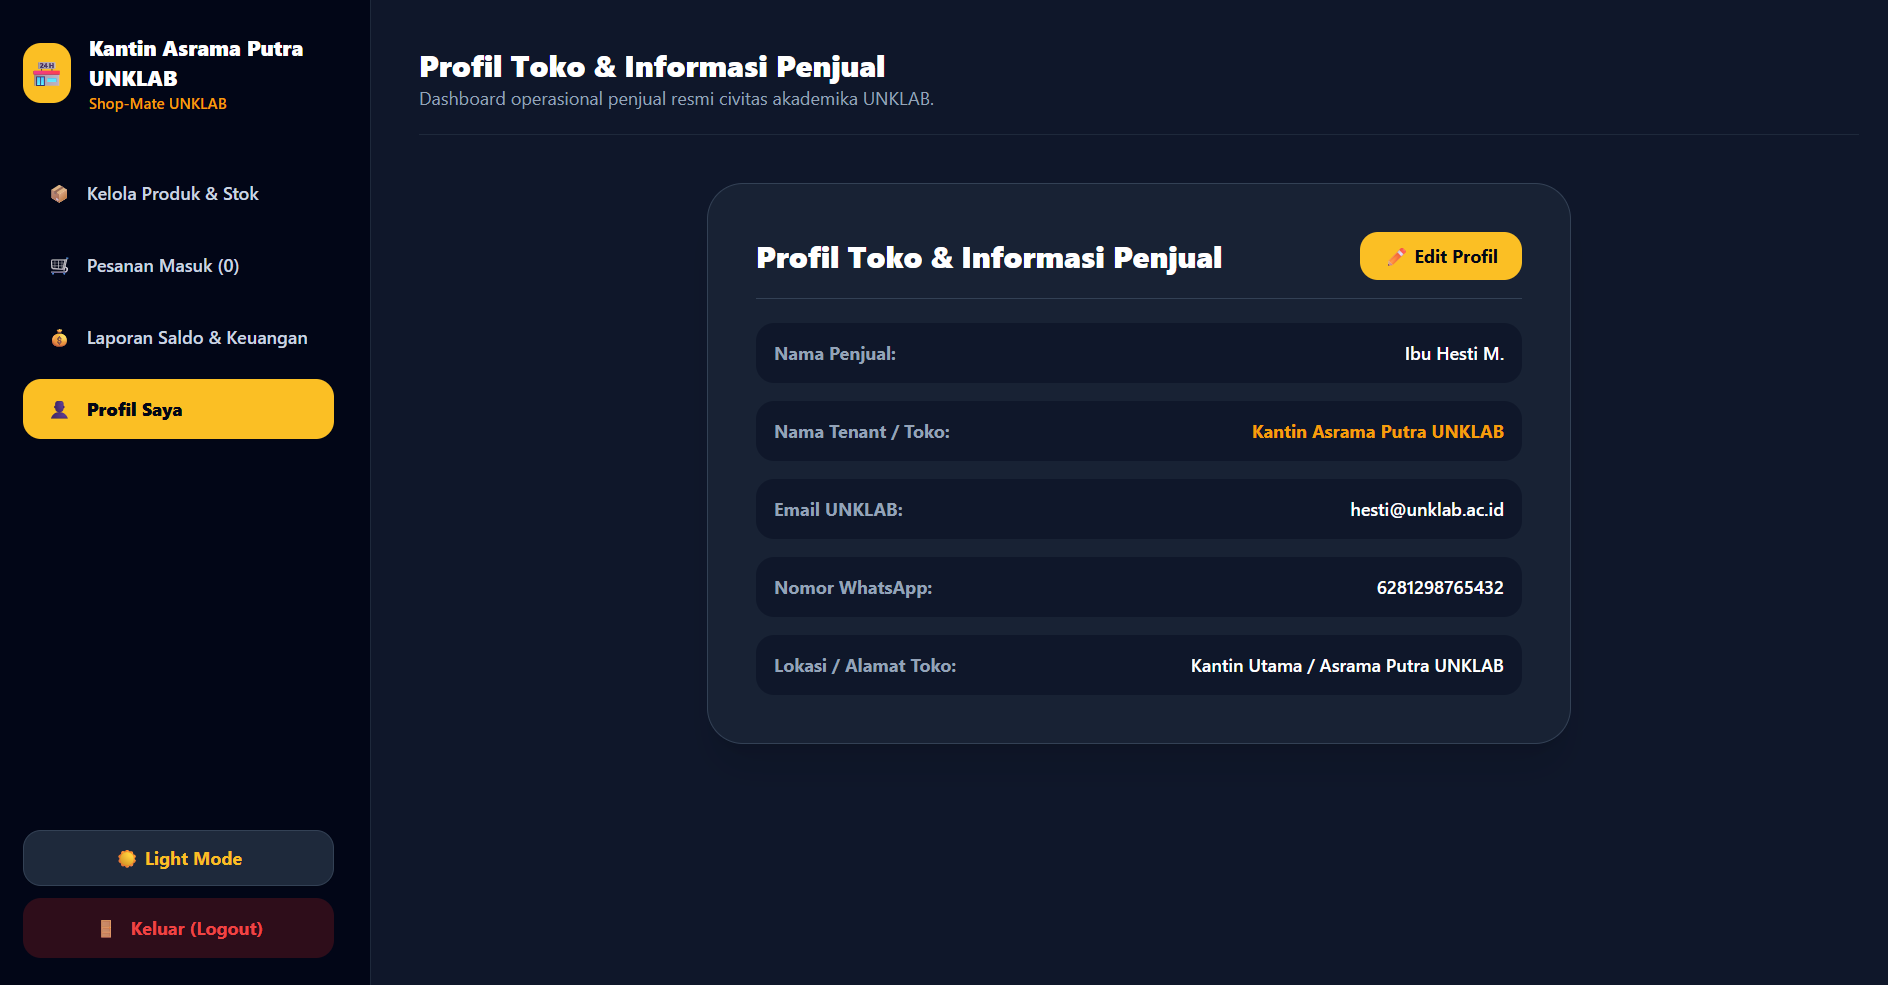 Kantin Asrama Putra
UNKLAB
Shop-Mate UNKLAB
Kelola Produk & Stok
Pesanan Masuk (0)
Laporan Saldo & Keuangan
Profil Saya
Light Mode
Keluar (Logout)
Profil Toko & Informasi Penjual
Dashboard operasional penjual resmi civitas akademika UNKLAB.
Profil Toko & Informasi Penjual
Edit Profil
Nama Penjual: Ibu Hesti M.
Nama Tenant / Toko: Kantin Asrama Putra UNKLAB
Email UNKLAB: hesti@unklab.ac.id
Nomor WhatsApp: 6281298765432
Lokasi / Alamat Toko: Kantin Utama / Asrama Putra UNKLAB